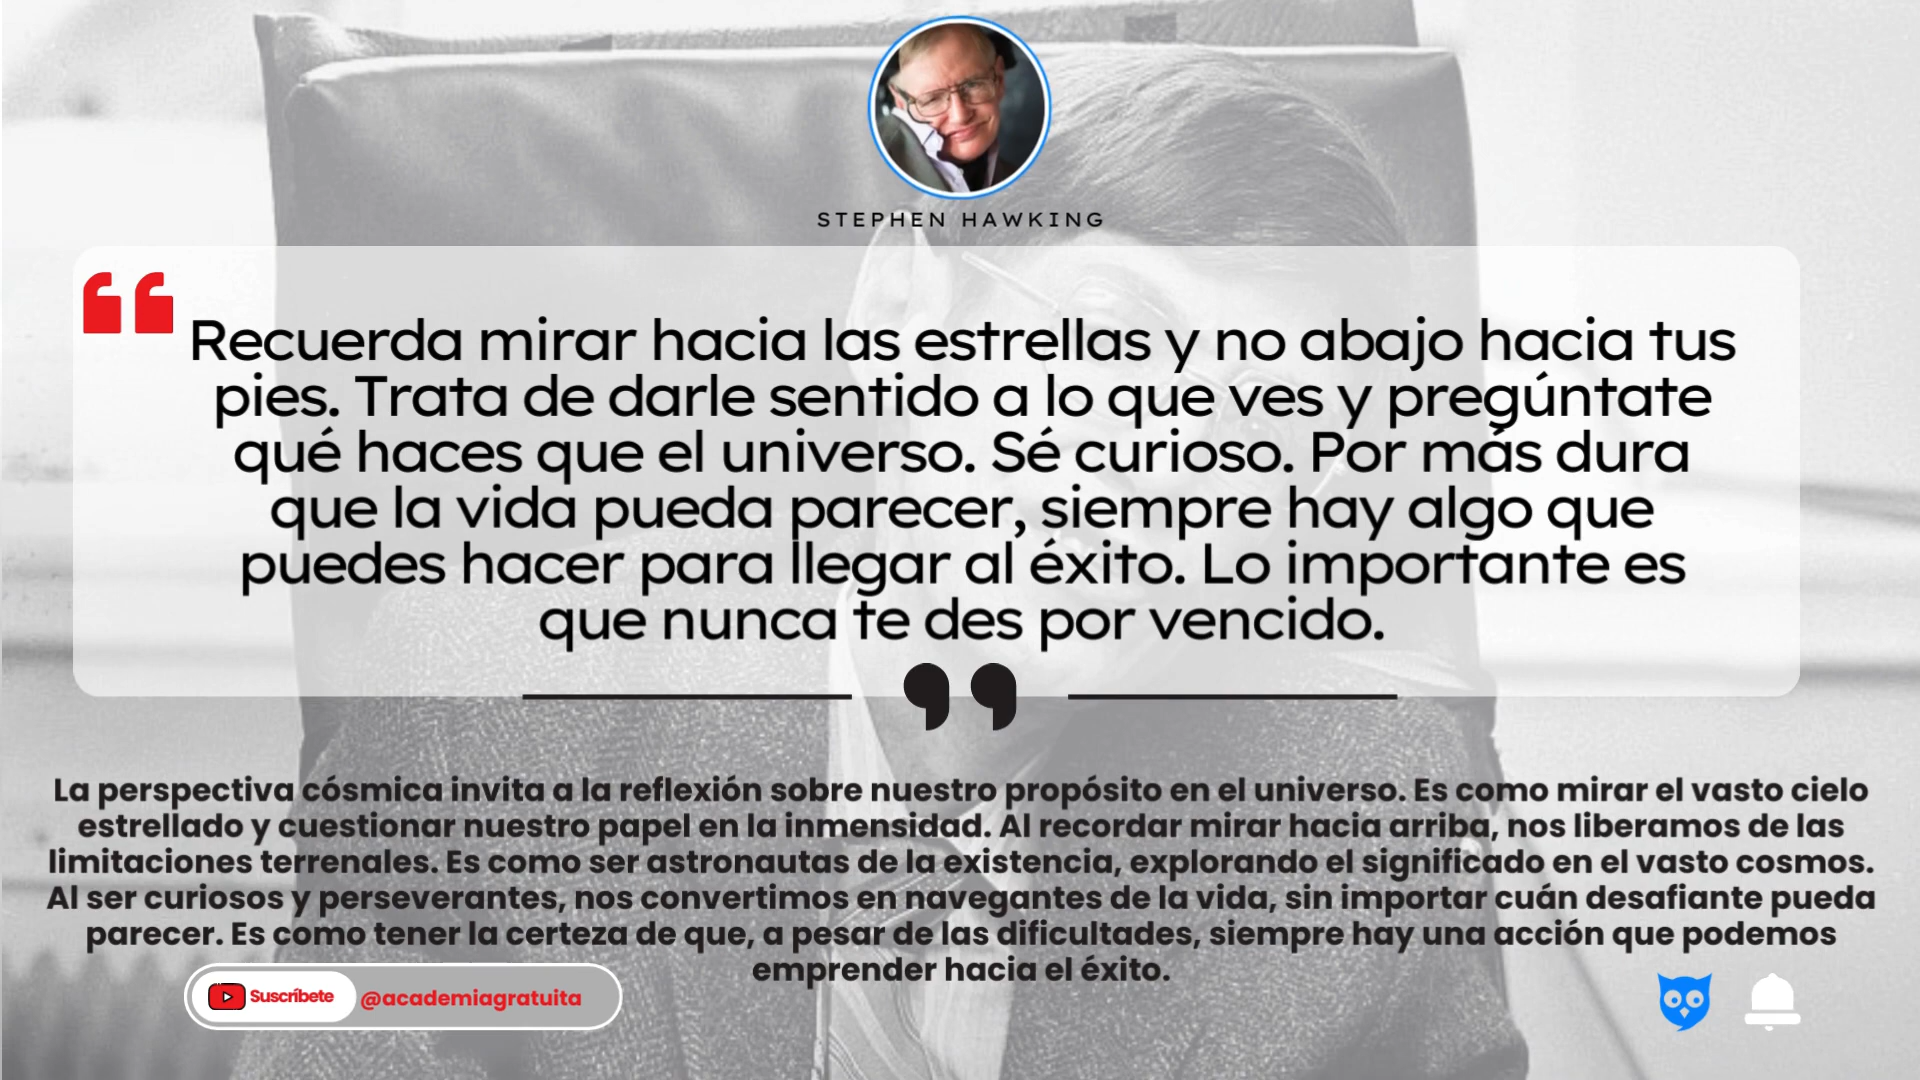 STEPHEN HAWKING
Recuerda mirar hacia las estrellas y no abajo hacia tus
pies. Trata de darle sentido a lo que ves y pregúntate
qué haces que el universo. Sé curioso. Por más dura
que la vida pueda parecer, siempre hay algo que
puedes hacer para llegar al éxito. Lo importante es
que nunca te des por vencido.
La perspectiva cósmica invita a la reflexión sobre nuestro propósito en el universo. Es como mirar el vasto cielo
estrellado y cuestionar nuestro papel en la inmensidad. Al recordar mirar hacia arriba, nos liberamos de las
limitaciones terrenales. Es como ser astronautas de la existencia, explorando el significado en el vasto cosmos.
Al ser curiosos y perseverantes, nos convertimos en navegantes de la vida, sin importar cuán desafiante pueda
parecer. Es como tener la certeza de que, a pesar de las dificultades, siempre hay una acción que podemos
emprender hacia el éxito.
Suscríbete @academiagratuita